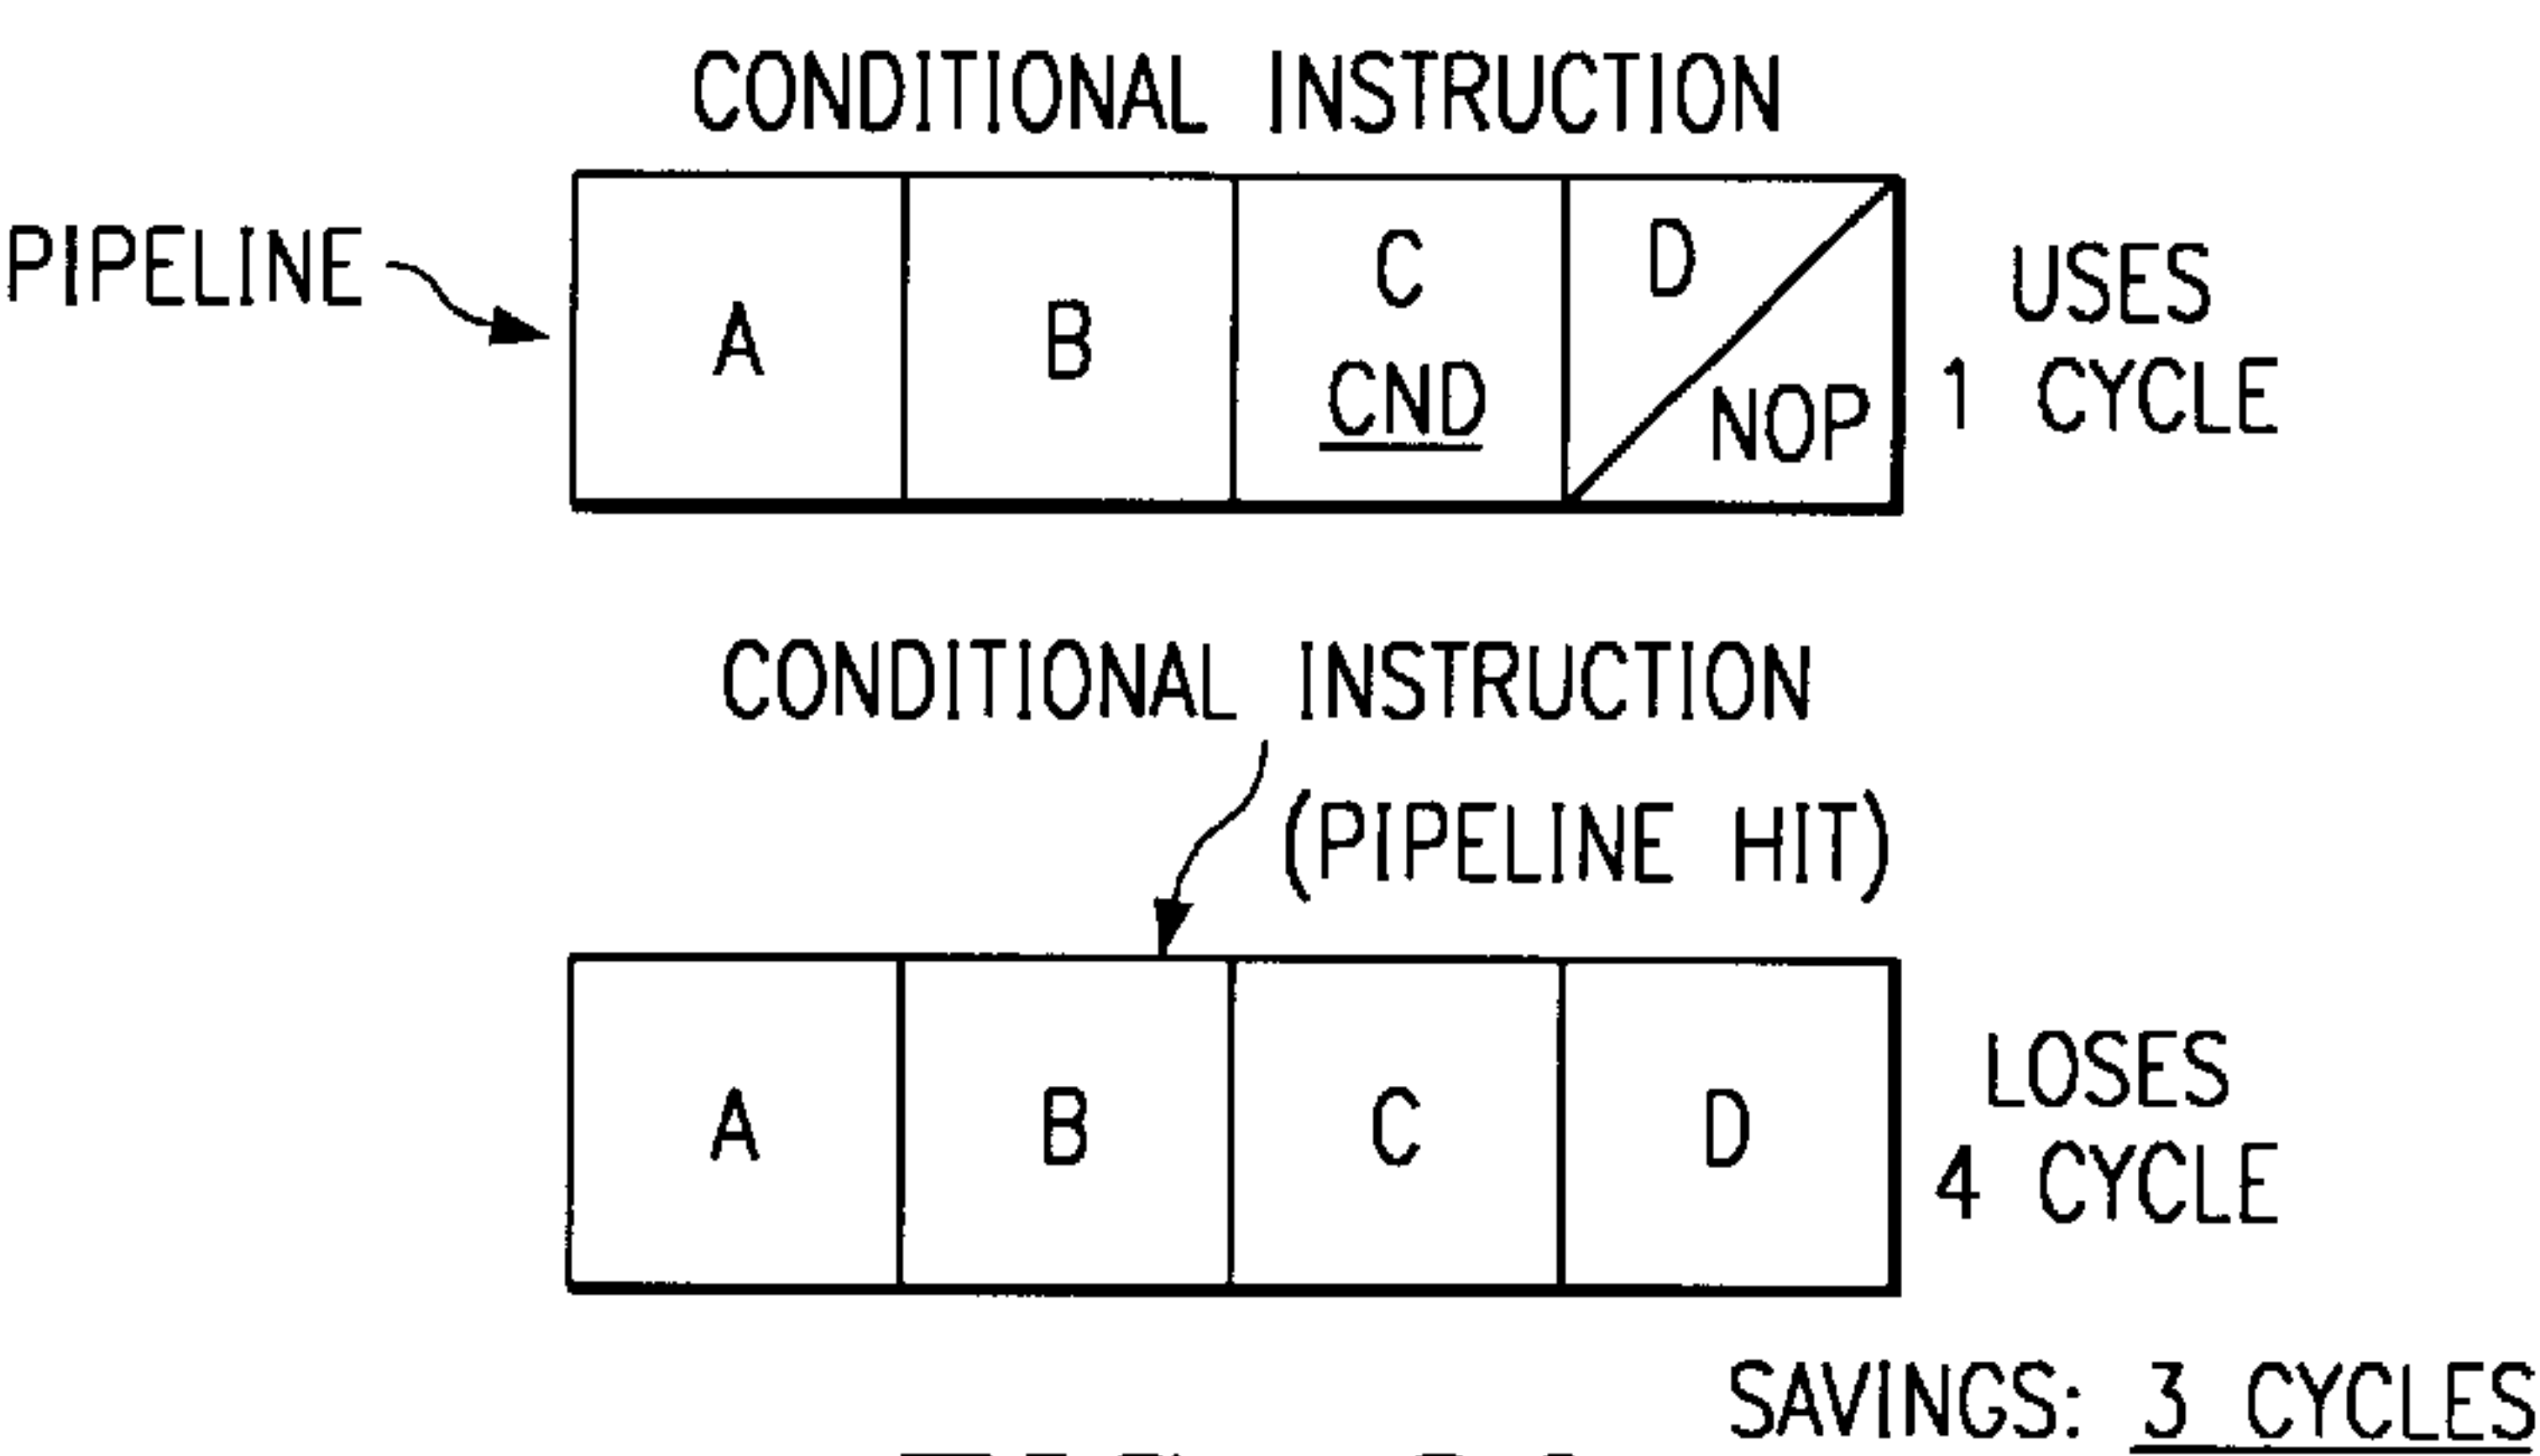 CONDITIONAL INSTRUCTION
PIPELINE
A
B
C
CND
D
NOP
USES
1 CYCLE
CONDITIONAL INSTRUCTION
(PIPELINE HIT)
A
B
C
D
LOSES
4 CYCLE
SAVINGS: 3 CYCLES